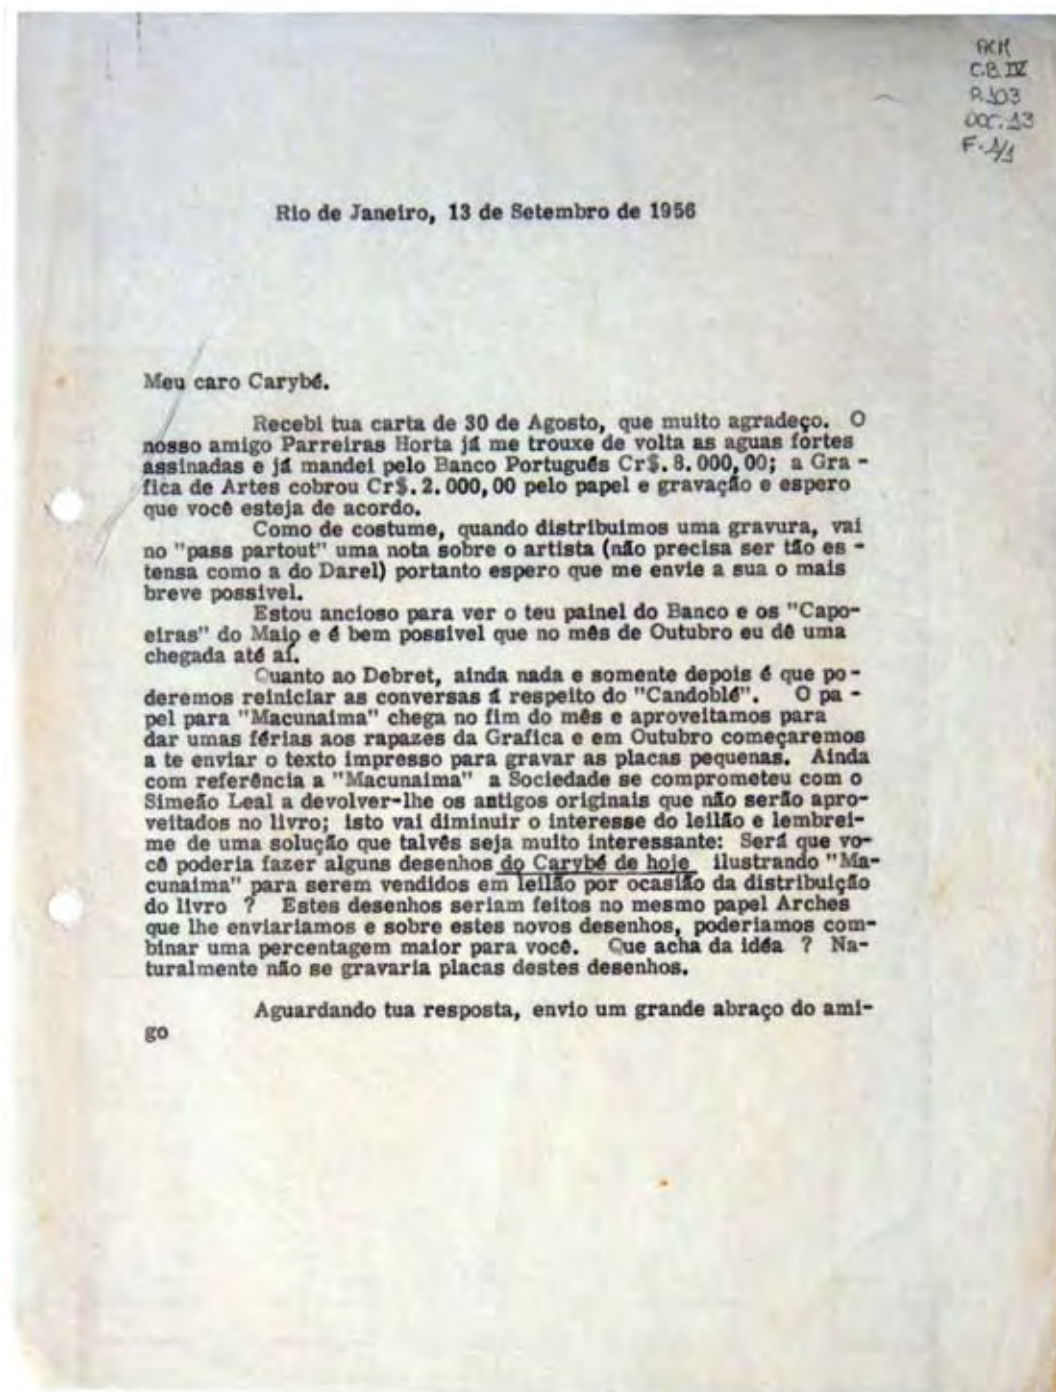 ACM
C.B. IV
P.103
DOC. 13
F. 1/1
Rio de Janeiro, 13 de Setembro de 1956
Meu caro Carybé.
Recebi tua carta de 30 de Agosto, que muito agradeço. O
nosso amigo Parreiras Horta já me trouxe de volta as aguas fortes
assinadas e já mandei pelo Banco Português Cr$. 8.000,00; a Gra -
fica de Artes cobrou Cr$. 2.000,00 pelo papel e gravação e espero
que você esteja de acordo.
Como de costume, quando distribuimos uma gravura, vai
no "pass partout" uma nota sobre o artista (não precisa ser tão es -
tensa como a do Darel) portanto espero que me envie a sua o mais
breve possivel.
Estou ancioso para ver o teu painel do Banco e os "Capo-
eiras" do Maio e é bem possivel que no mês de Outubro eu dê uma
chegada até aí.
Quanto ao Debret, ainda nada e somente depois é que po -
deremos reiniciar as conversas á respeito do "Candoblé". O pa -
pel para "Macunaima" chega no fim do mês e aproveitamos para
dar umas férias aos rapazes da Grafica e em Outubro começaremos
a te enviar o texto impresso para gravar as placas pequenas. Ainda
com referência a "Macunaima" a Sociedade se comprometeu com o
Simeão Leal a devolver-lhe os antigos originais que não serão apro-
veitados no livro; isto vai diminuir o interesse do leilão e lembrei-
me de uma solução que talvês seja muito interessante: Será que vo-
cê poderia fazer alguns desenhos do Carybé de hoje ilustrando "Ma-
cunaima" para serem vendidos em leilão por ocasião da distribuição
do livro ? Estes desenhos seriam feitos no mesmo papel Arches
que lhe enviariamos e sobre estes novos desenhos, poderiamos com-
binar uma percentagem maior para você. Que acha da idéa ? Na-
turalmente não se gravaria placas destes desenhos.
Aguardando tua resposta, envio um grande abraço do ami-
go